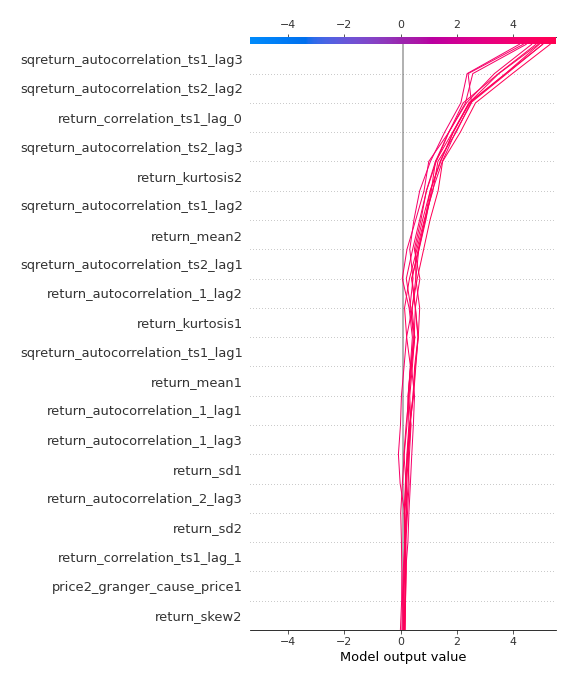 −4 −2 0 2 4
sqreturn_autocorrelation_ts1_lag3
sqreturn_autocorrelation_ts2_lag2
return_correlation_ts1_lag_0
sqreturn_autocorrelation_ts2_lag3
return_kurtosis2
sqreturn_autocorrelation_ts1_lag2
return_mean2
sqreturn_autocorrelation_ts2_lag1
return_autocorrelation_1_lag2
return_kurtosis1
sqreturn_autocorrelation_ts1_lag1
return_mean1
return_autocorrelation_1_lag1
return_autocorrelation_1_lag3
return_sd1
return_autocorrelation_2_lag3
return_sd2
return_correlation_ts1_lag_1
price2_granger_cause_price1
return_skew2
−4 −2 0 2 4
Model output value